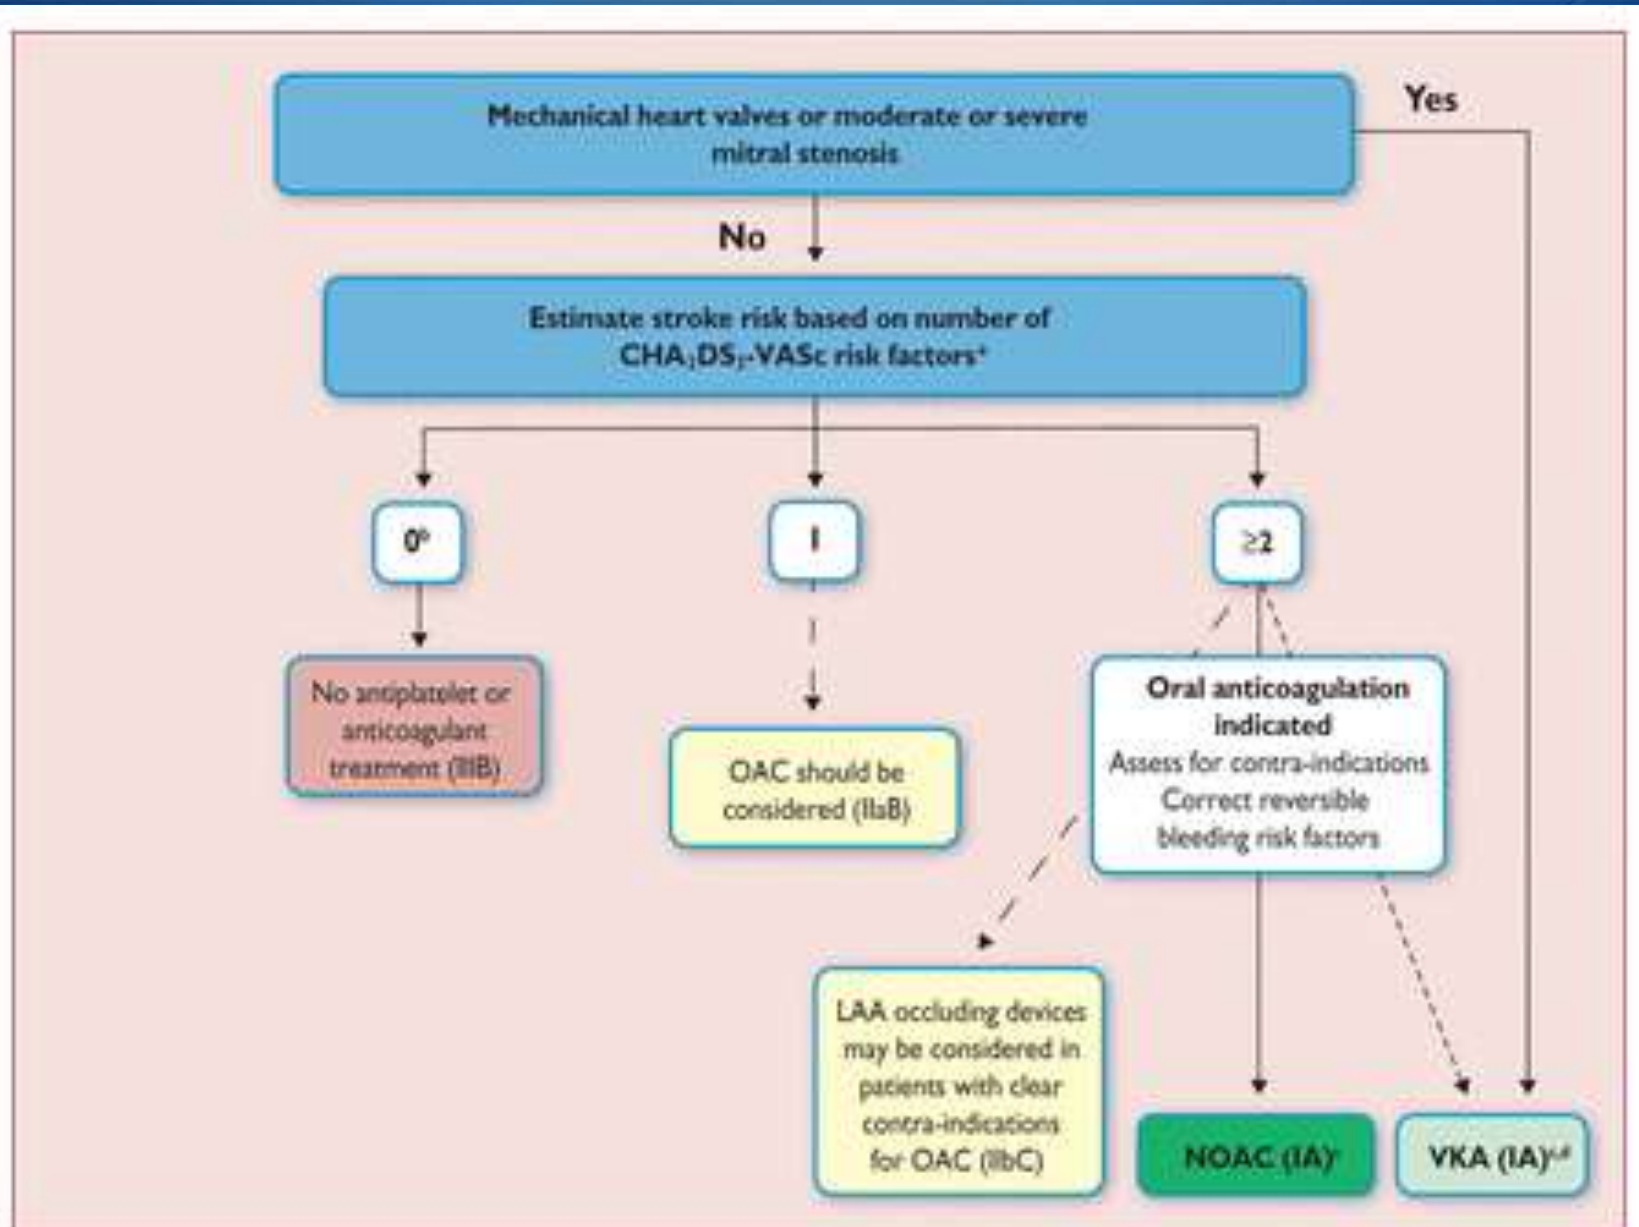 Mechanical heart valves or moderate or severe
mitral stenosis
Yes
No
Estimate stroke risk based on number of
CHA₂DS₂-VASc risk factorsᵃ
0ᵇ
1
≥2
No antiplatelet or
anticoagulant
treatment (IIIB)
OAC should be
considered (IIaB)
Oral anticoagulation
indicated
Assess for contra-indications
Correct reversible
bleeding risk factors
LAA occluding devices
may be considered in
patients with clear
contra-indications
for OAC (IIbC)
NOAC (IA)ᶜ
VKA (IA)ᶜ,ᵈ